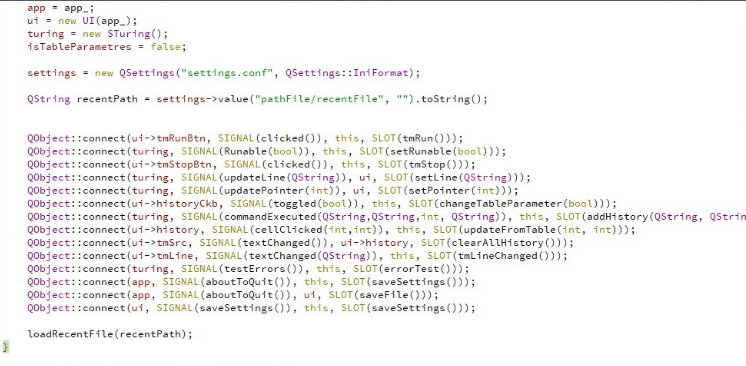 app = app_;
ui = new UI(app_);
turing = new STuring();
isTableParametres = false;
settings = new QSettings("settings.conf", QSettings::IniFormat);
QString recentPath = settings->value("pathFile/recentFile", "").toString();
QObject::connect(ui->tmRunBtn, SIGNAL(clicked()), this, SLOT(tmRun()));
QObject::connect(turing, SIGNAL(Runable(bool)), this, SLOT(setRunable(bool)));
QObject::connect(ui->tmStopBtn, SIGNAL(clicked()), this, SLOT(tmStop()));
QObject::connect(turing, SIGNAL(updateLine(QString)), ui, SLOT(setLine(QString)));
QObject::connect(turing, SIGNAL(updatePointer(int)), ui, SLOT(setPointer(int)));
QObject::connect(ui->historyCkb, SIGNAL(toggled(bool)), this, SLOT(changeTableParameter(bool)));
QObject::connect(turing, SIGNAL(commandExecuted(QString,QString,int, QString)), this, SLOT(addHistory(QString, QStrin
QObject::connect(ui->history, SIGNAL(cellClicked(int,int)), this, SLOT(updateFromTable(int, int)));
QObject::connect(ui->tmSrc, SIGNAL(textChanged()), ui->history, SLOT(clearAllHistory()));
QObject::connect(ui->tmLine, SIGNAL(textChanged(QString)), this, SLOT(tmLineChanged()));
QObject::connect(turing, SIGNAL(testErrors()), this, SLOT(errorTest()));
QObject::connect(app, SIGNAL(aboutToQuit()), this, SLOT(saveSettings()));
QObject::connect(app, SIGNAL(aboutToQuit()), ui, SLOT(saveFile()));
QObject::connect(ui, SIGNAL(saveSettings()), this, SLOT(saveSettings()));
loadRecentFile(recentPath);
}